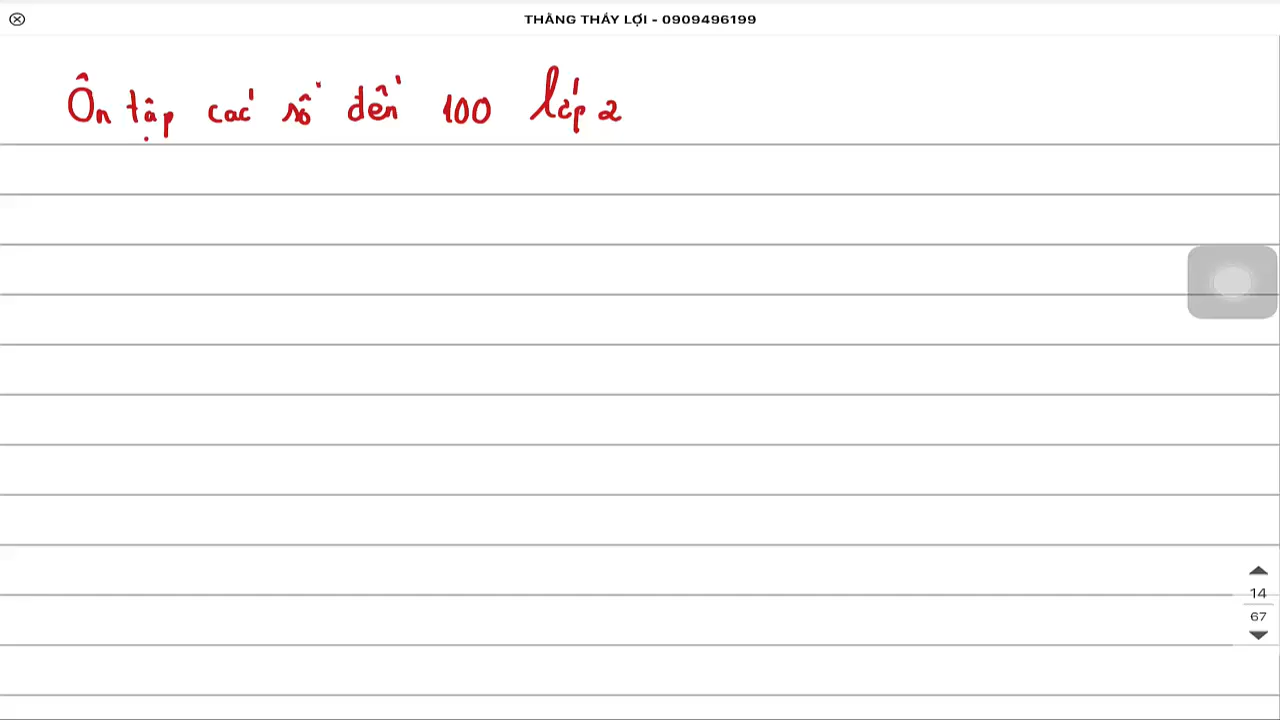 THẦNG THẦY LỢI - 0909496199
Ôn tập các số đến 100 lớp 2
14
67